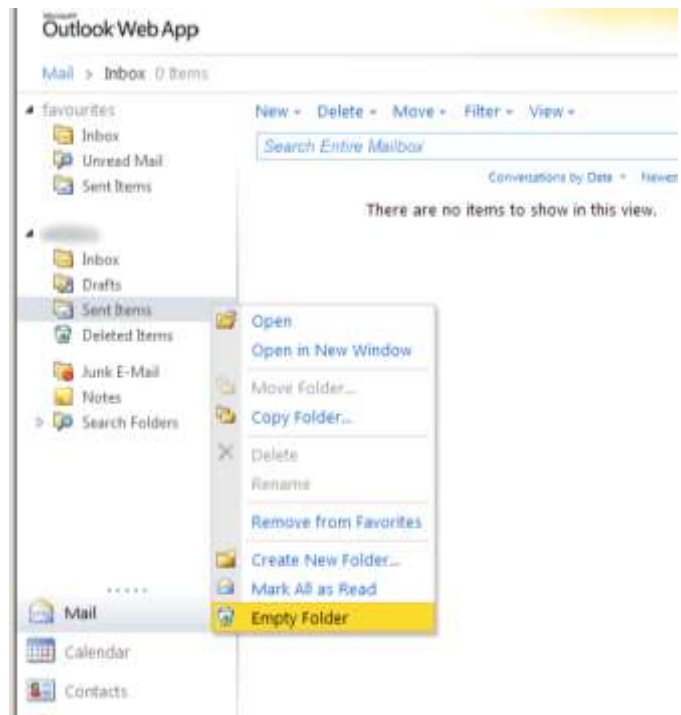 Microsoft
Outlook Web App
Mail > Inbox 0 Items
favourites
Inbox
Unread Mail
Sent Items
New Delete Move Filter View
Search Entire Mailbox
Conversations by Date
There are no items to show in this view.
Inbox
Drafts
Sent Items
Deleted Items
Junk E-Mail
Notes
Search Folders
Open
Open in New Window
Move Folder...
Copy Folder...
Delete
Rename
Remove from Favorites
Create New Folder...
Mark All as Read
Empty Folder
Mail
Calendar
Contacts